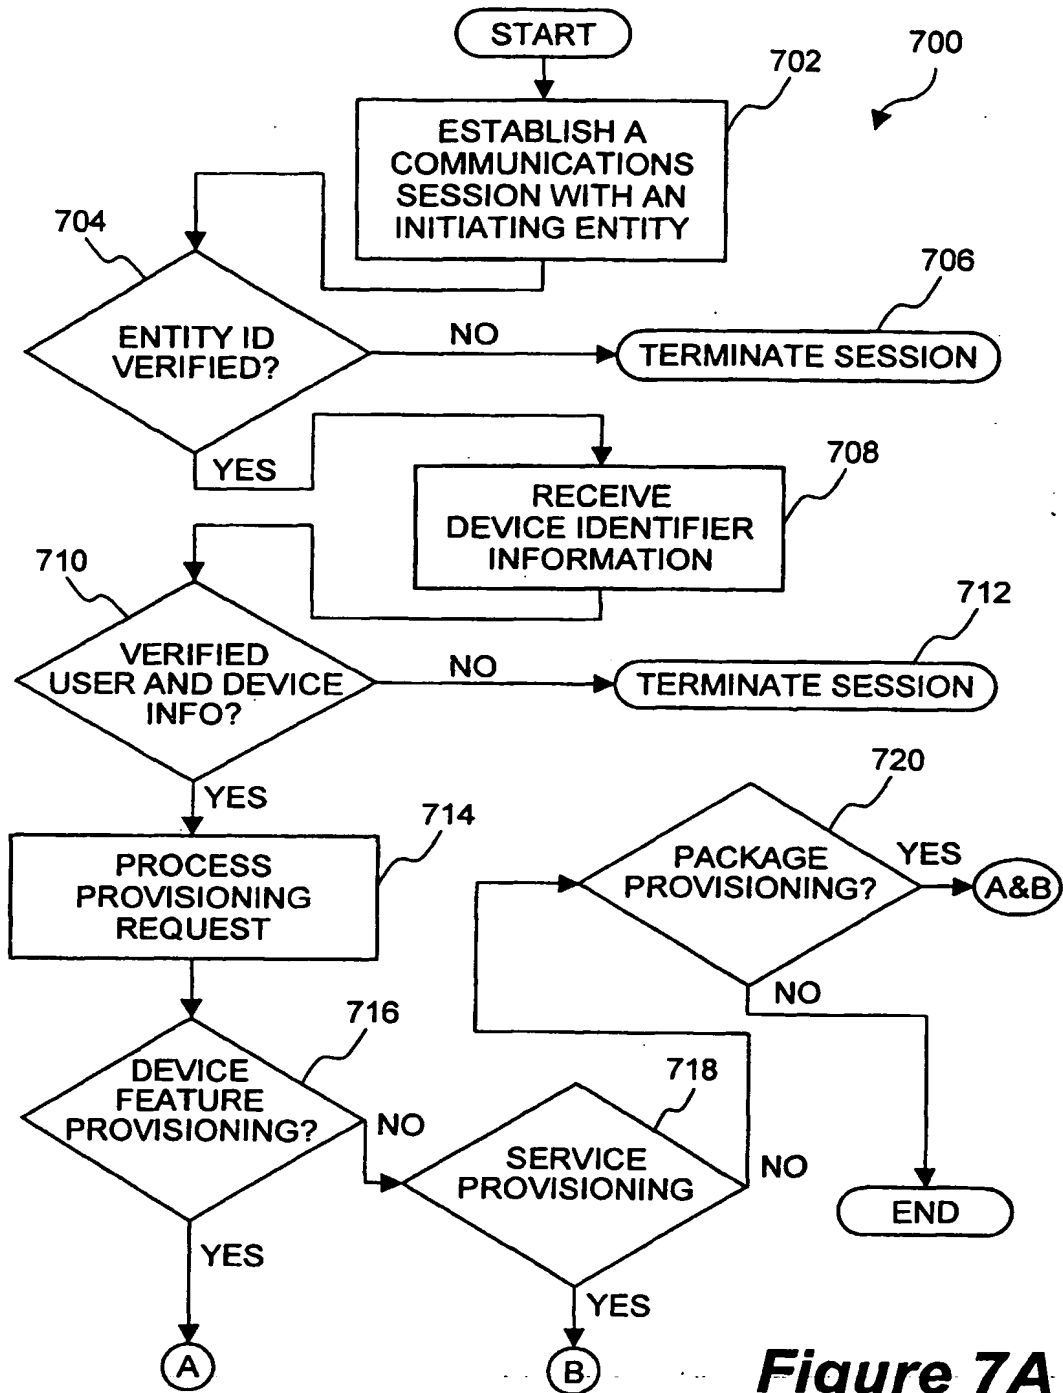 START
700
702
ESTABLISH A
COMMUNICATIONS
SESSION WITH AN
INITIATING ENTITY
704
ENTITY ID
VERIFIED?
NO
706
TERMINATE SESSION
YES
708
RECEIVE
DEVICE IDENTIFIER
INFORMATION
710
VERIFIED
USER AND DEVICE
INFO?
NO
712
TERMINATE SESSION
YES
714
PROCESS
PROVISIONING
REQUEST
720
PACKAGE
PROVISIONING?
YES
A&B
NO
716
DEVICE
FEATURE
PROVISIONING?
NO
718
SERVICE
PROVISIONING
NO
END
YES
A
YES
B
Figure 7A